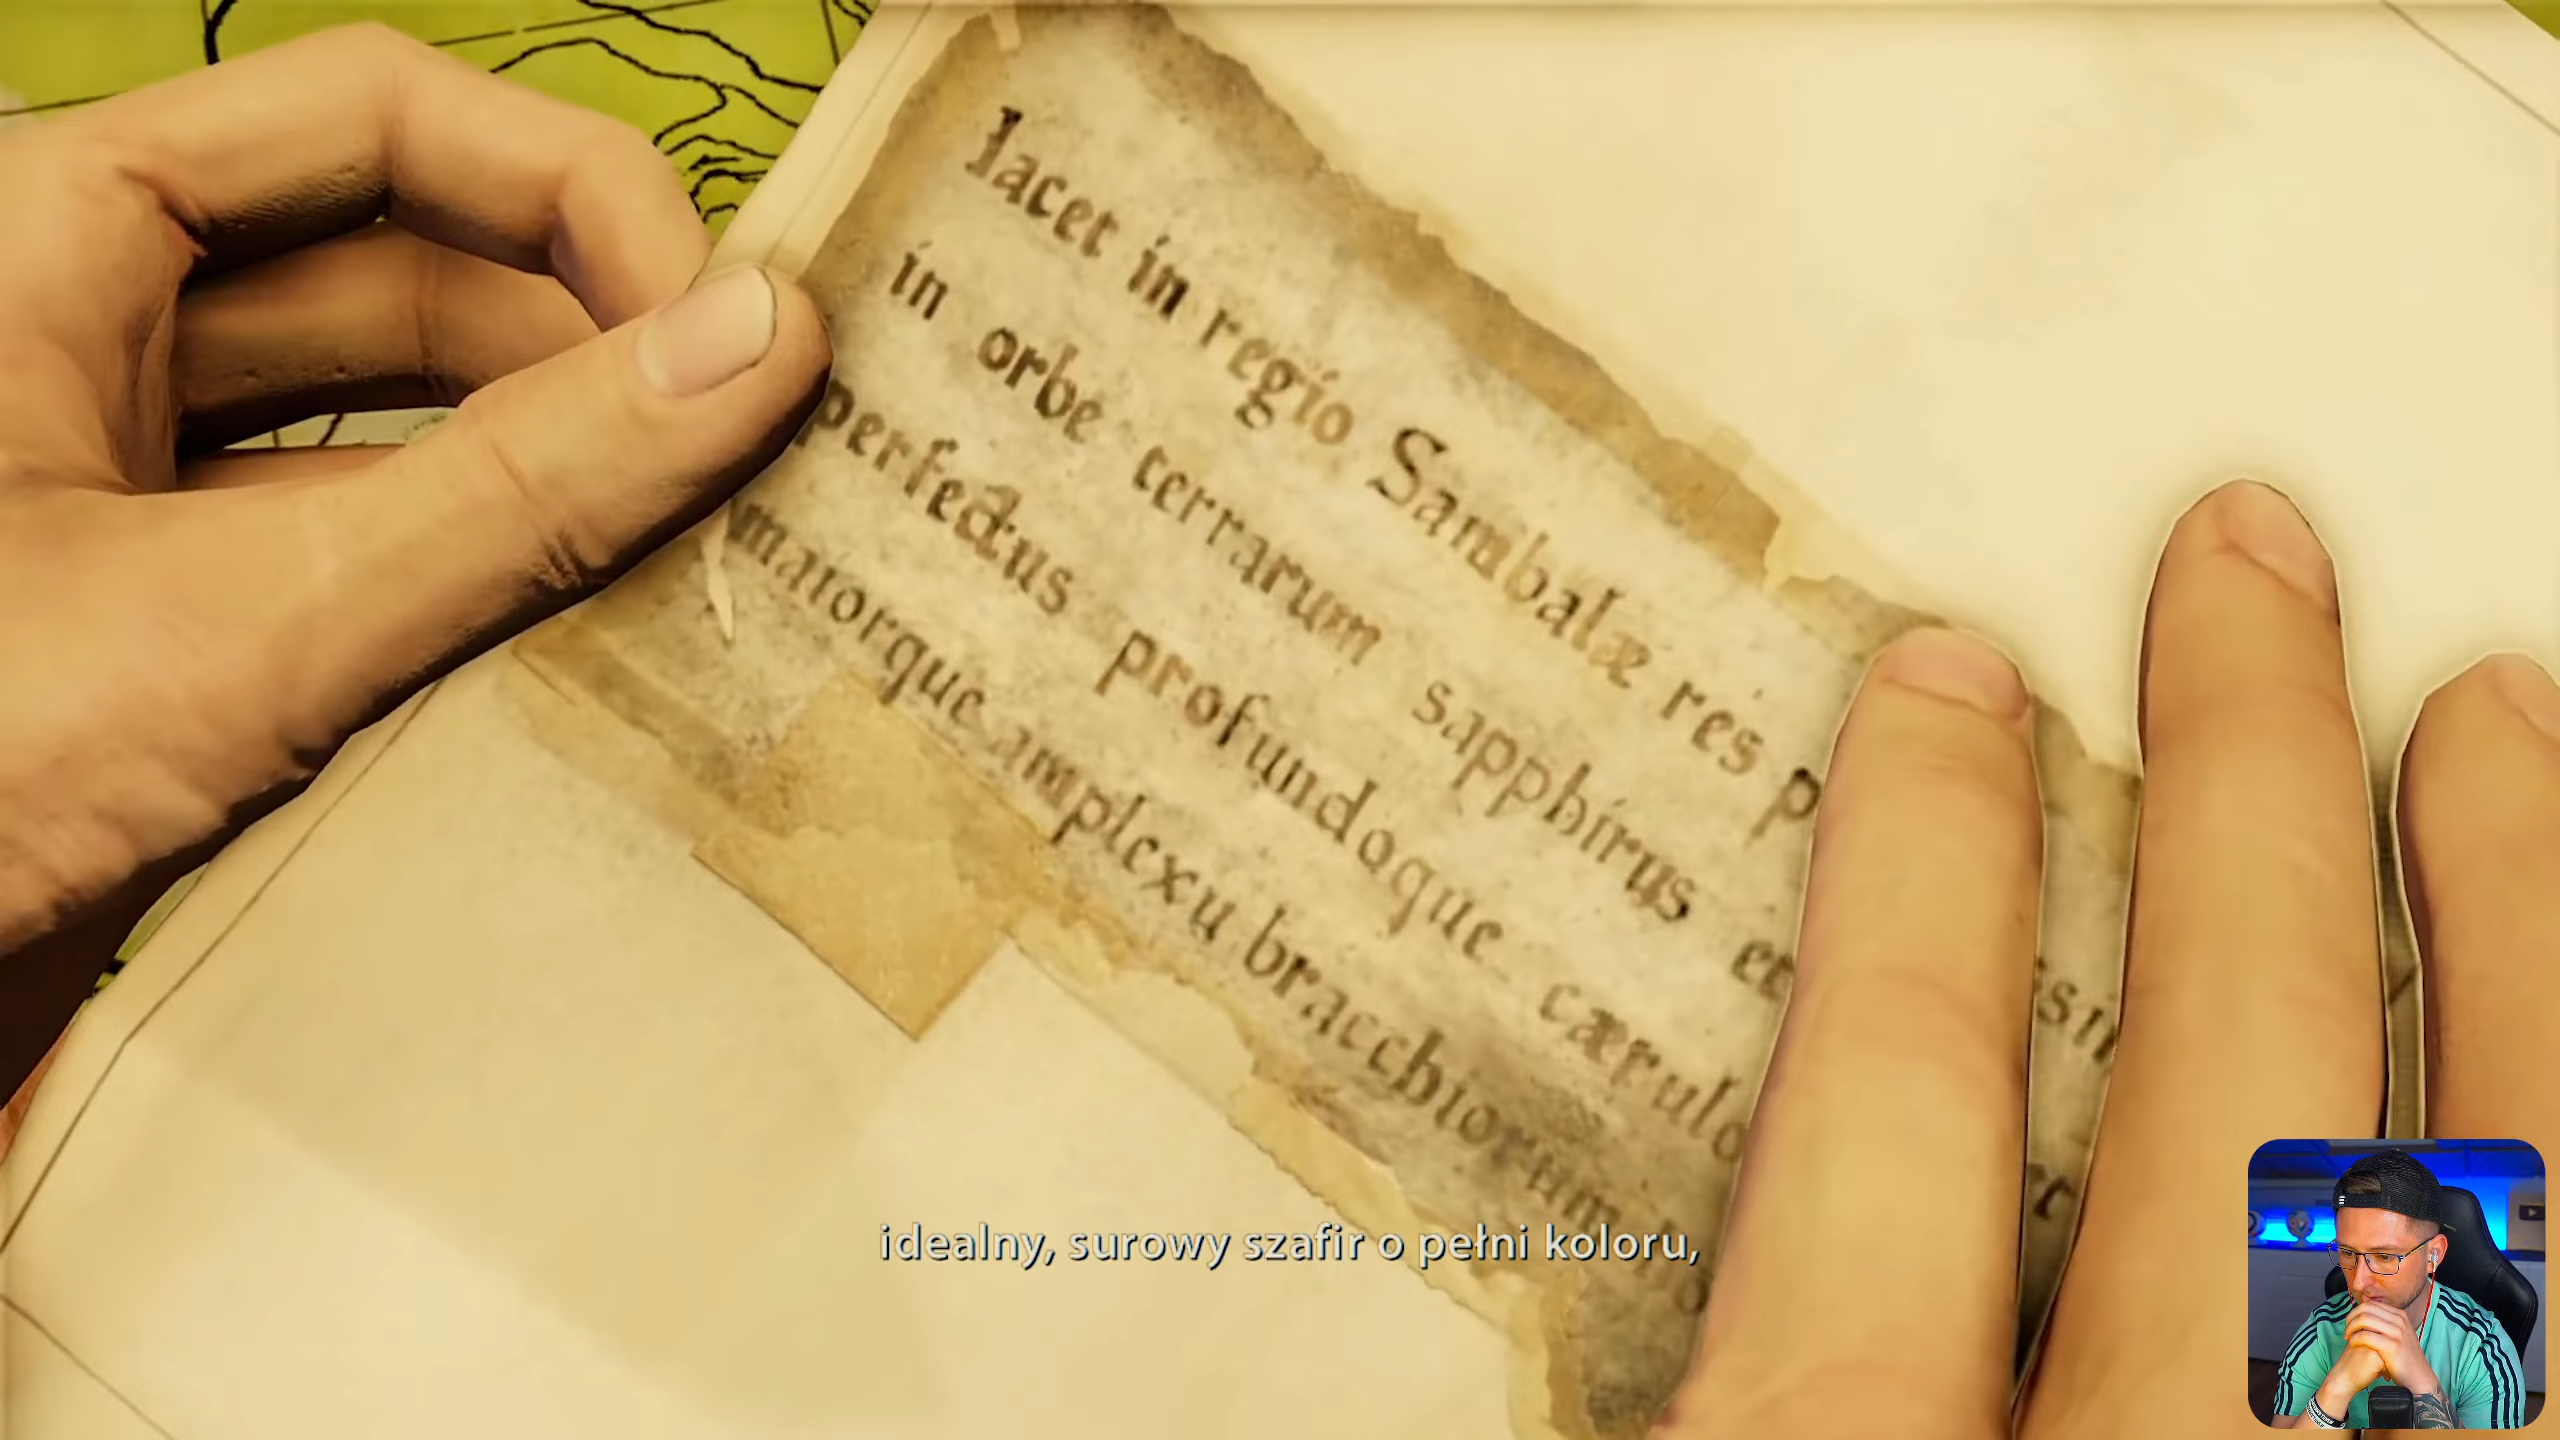 Iacet in regio Sambalæ res p
in orbe terrarum sapphirus et
perfectus profundoque cærulo
maiorque amplexu bracchiorum
idealny, surowy szafir o pełni koloru,